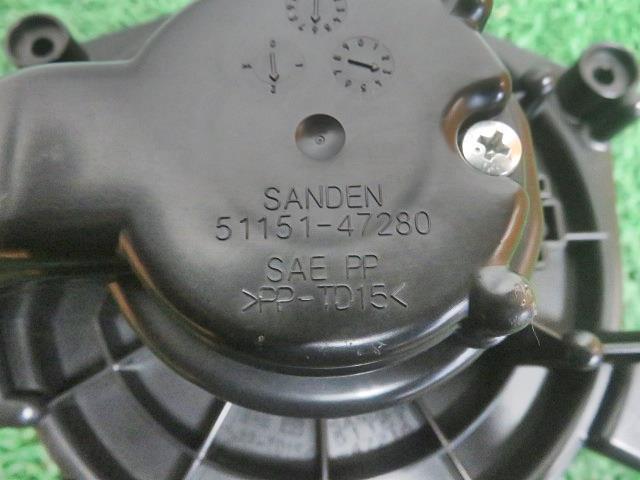 SANDEN
51151-47280
SAE PP
>PP-TD15<